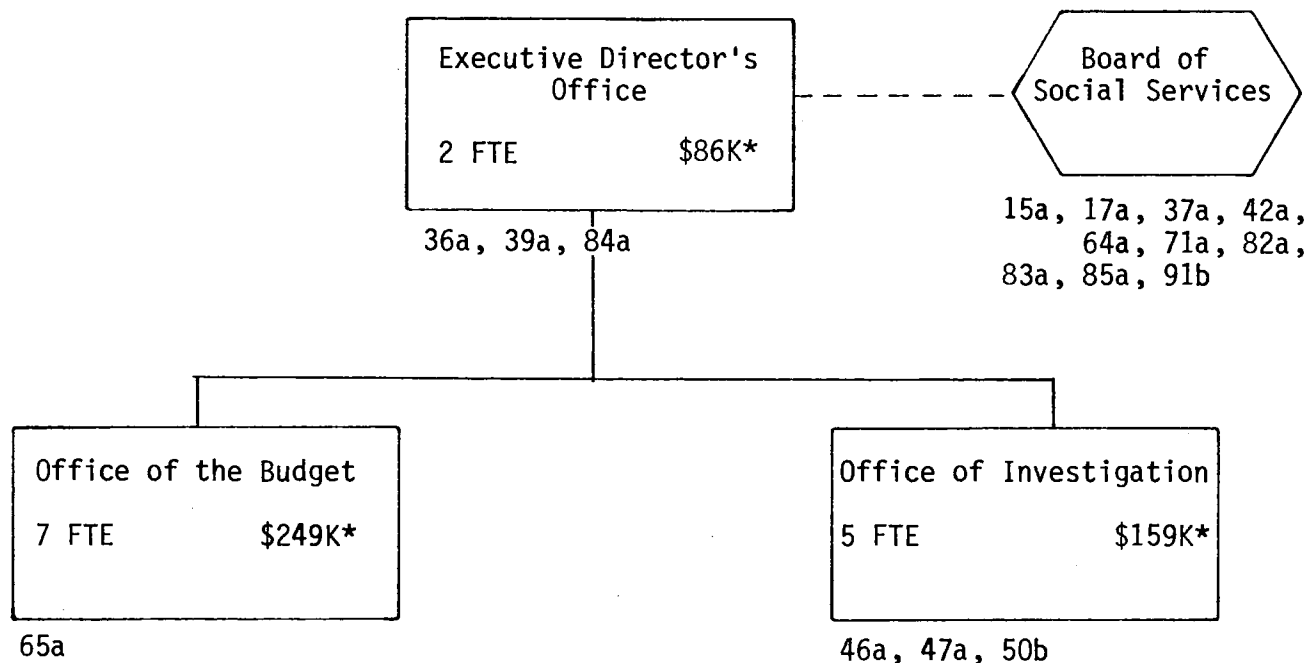 Executive Director's
Office
2 FTE $86K*
36a, 39a, 84a
Board of
Social Services
15a, 17a, 37a, 42a,
64a, 71a, 82a,
83a, 85a, 91b
Office of the Budget
7 FTE $249K*
65a
Office of Investigation
5 FTE $159K*
46a, 47a, 50b